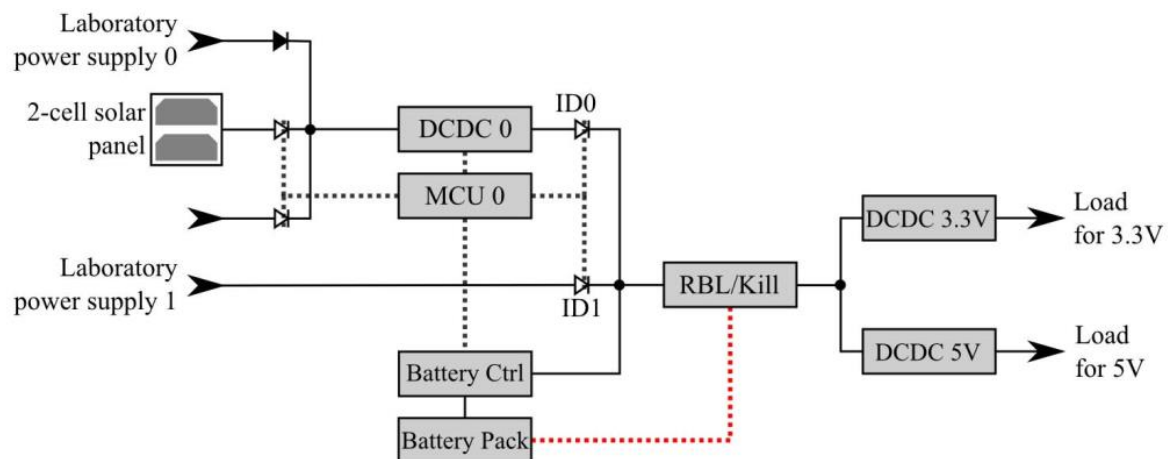 Laboratory
power supply 0
2-cell solar
panel
DCDC 0
ID0
MCU 0
Laboratory
power supply 1
ID1
RBL/Kill
DCDC 3.3V
Load
for 3.3V
DCDC 5V
Load
for 5V
Battery Ctrl
Battery Pack